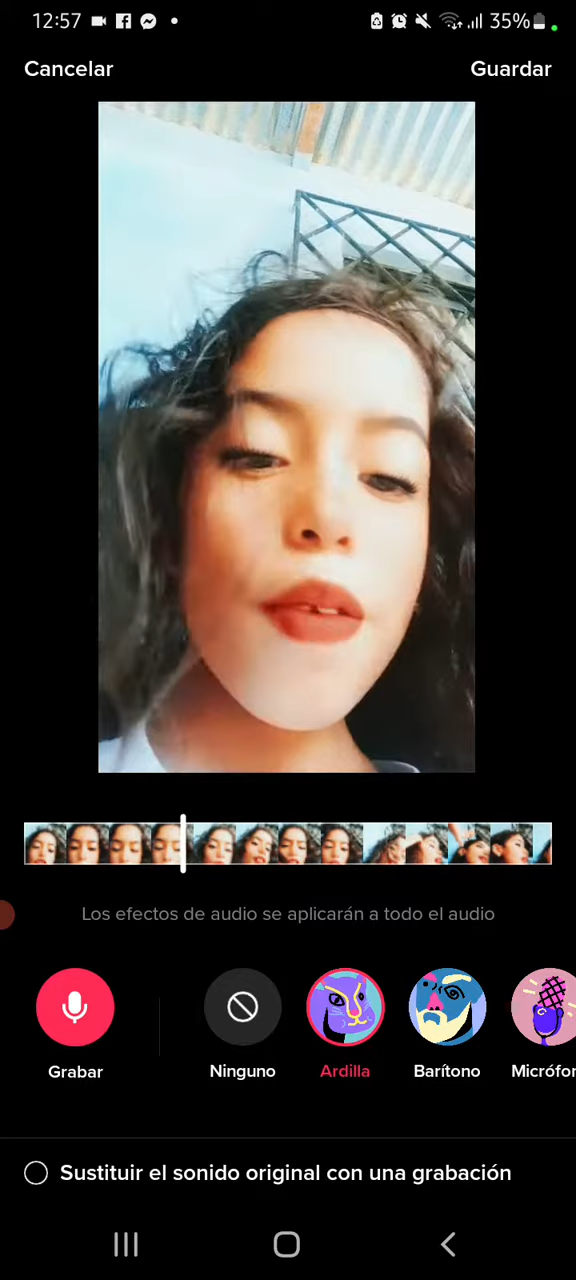 12:57
35%
Cancelar
Guardar
Los efectos de audio se aplicarán a todo el audio
Grabar
Ninguno
Ardilla
Barítono
Micrófon
Sustituir el sonido original con una grabación